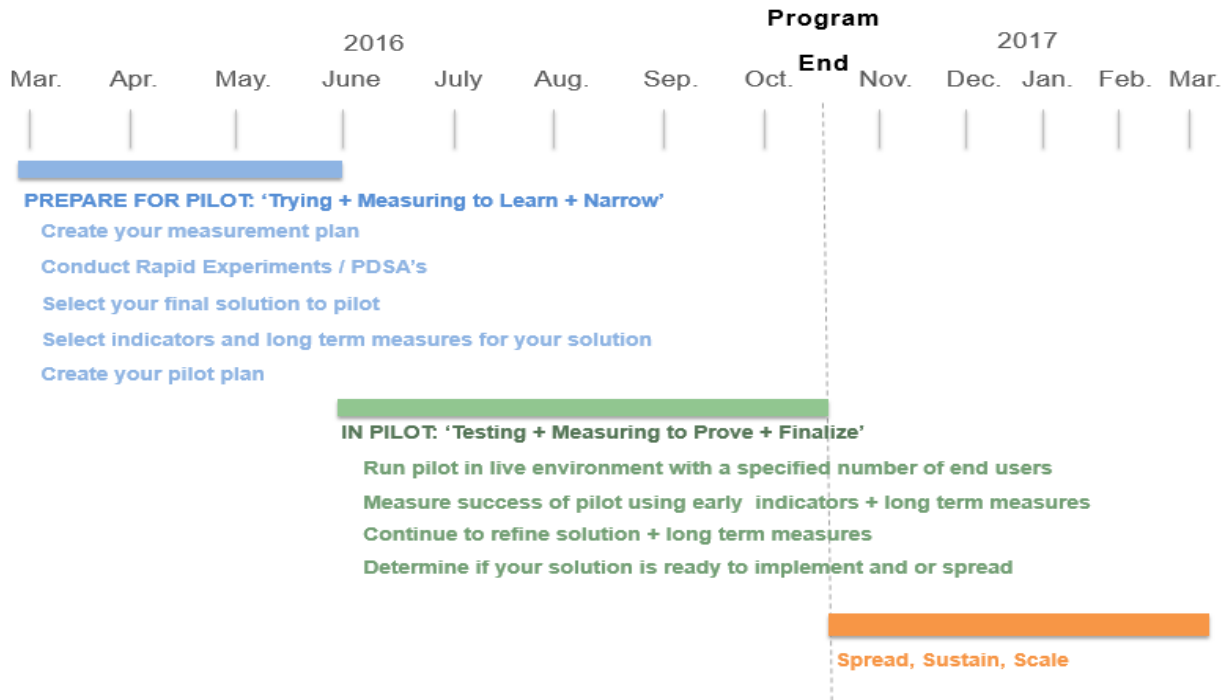 Program
End
2016
2017
Mar. Apr. May. June July Aug. Sep. Oct. Nov. Dec. Jan. Feb. Mar.
PREPARE FOR PILOT: ‘Trying + Measuring to Learn + Narrow’
Create your measurement plan
Conduct Rapid Experiments / PDSA’s
Select your final solution to pilot
Select indicators and long term measures for your solution
Create your pilot plan
IN PILOT: ‘Testing + Measuring to Prove + Finalize’
Run pilot in live environment with a specified number of end users
Measure success of pilot using early indicators + long term measures
Continue to refine solution + long term measures
Determine if your solution is ready to implement and or spread
Spread, Sustain, Scale